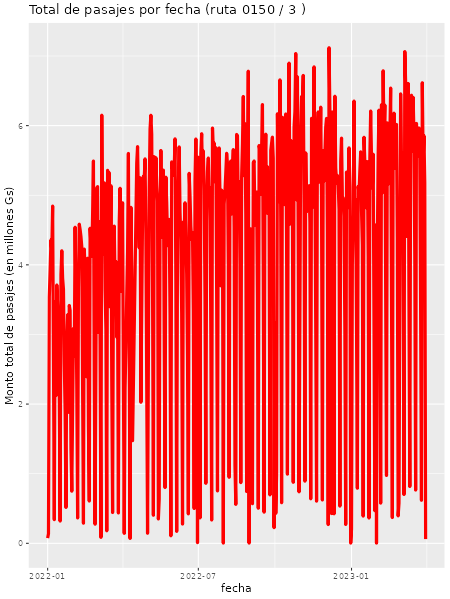 Total de pasajes por fecha (ruta 0150 / 3 )
Monto total de pasajes (en millones Gs)
6
4
2
0
2022-01
2022-07
2023-01
fecha